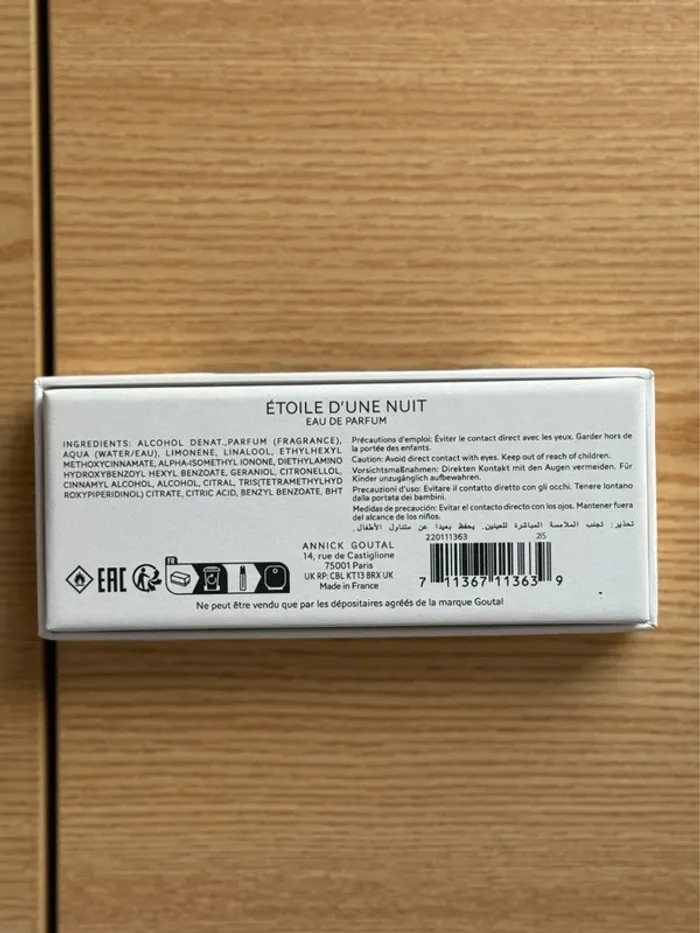 ÉTOILE D'UNE NUIT
EAU DE PARFUM
INGREDIENTS: ALCOHOL DENAT.,PARFUM (FRAGRANCE),
AQUA (WATER/EAU), LIMONENE, LINALOOL, ETHYLHEXYL
METHOXYCINNAMATE, ALPHA-ISOMETHYL IONONE, DIETHYLAMINO
HYDROXYBENZOYL HEXYL BENZOATE, GERANIOL, CITRONELLOL,
CINNAMYL ALCOHOL, ALCOHOL, CITRAL, TRIS(TETRAMETHYLHYD
ROXYPIPERIDINOL) CITRATE, CITRIC ACID, BENZYL BENZOATE, BHT
Précautions d'emploi: Éviter le contact direct avec les yeux. Garder hors de
la portée des enfants.
Caution: Avoid direct contact with eyes. Keep out of reach of children.
Vorsichtsmaßnahmen: Direkten Kontakt mit den Augen vermeiden. Für
Kinder unzugänglich aufbewahren.
Precauzioni d'uso: Evitare il contatto diretto con gli occhi. Tenere lontano
dalla portata dei bambini.
Medidas de precaución: Evitar el contacto directo con los ojos. Mantener fuera
del alcance de los niños.
تحذير: تجنب الملامسة المباشرة للعينين. يحفظ بعيدا عن متناول الأطفال.
220111363 215
ANNICK GOUTAL
14, rue de Castiglione
75001 Paris
UK RP: CBL KT13 8RX UK
Made in France
EAC
FR
7 11367 11363 9
Ne peut être vendu que par les dépositaires agréés de la marque Goutal